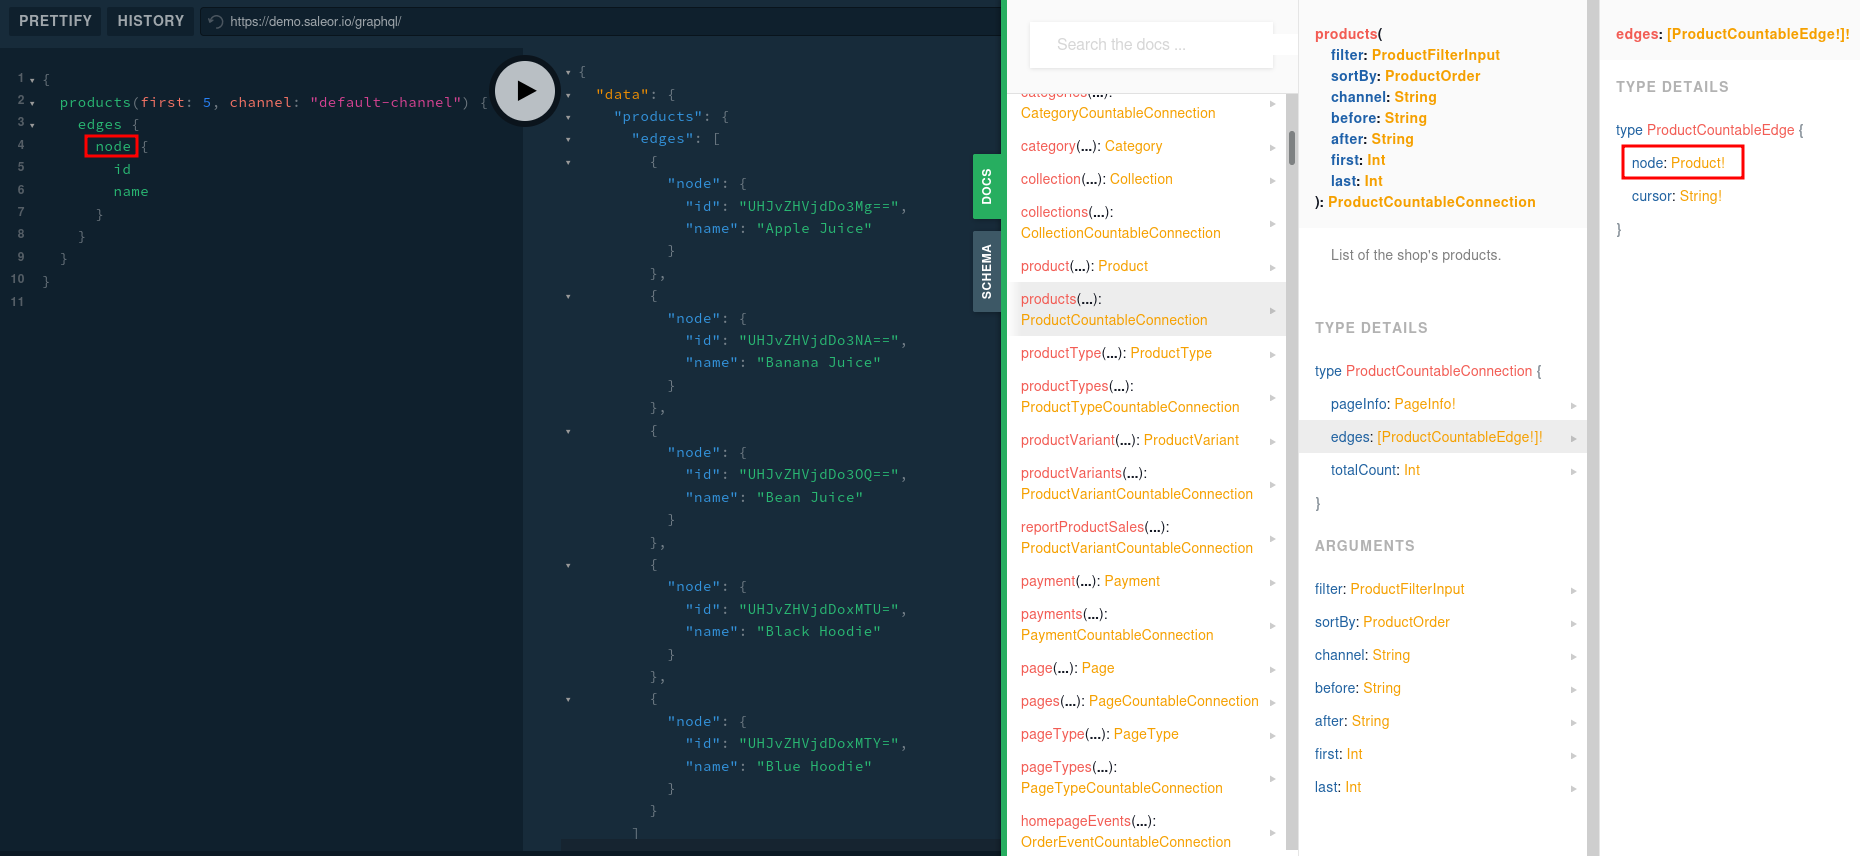 PRETTIFY HISTORY https://demo.saleor.io/graphql/
1 {
2 products(first: 5, channel: "default-channel") {
3 edges {
4 node {
5 id
6 name
7 }
8 }
9 }
10 }
11
{
"data": {
"products": {
"edges": [
{
"node": {
"id": "UHJvZHVjdDo3Mg==",
"name": "Apple Juice"
}
},
{
"node": {
"id": "UHJvZHVjdDo3NA==",
"name": "Banana Juice"
}
},
{
"node": {
"id": "UHJvZHVjdDo3OQ==",
"name": "Bean Juice"
}
},
{
"node": {
"id": "UHJvZHVjdDoxMTU=",
"name": "Black Hoodie"
}
},
{
"node": {
"id": "UHJvZHVjdDoxMTY=",
"name": "Blue Hoodie"
}
}
]
DOCS
SCHEMA
Search the docs ...
categories(...):
CategoryCountableConnection
category(...): Category
collection(...): Collection
collections(...):
CollectionCountableConnection
product(...): Product
products(...):
ProductCountableConnection
productType(...): ProductType
productTypes(...):
ProductTypeCountableConnection
productVariant(...): ProductVariant
productVariants(...):
ProductVariantCountableConnection
reportProductSales(...):
ProductVariantCountableConnection
payment(...): Payment
payments(...):
PaymentCountableConnection
page(...): Page
pages(...): PageCountableConnection
pageType(...): PageType
pageTypes(...):
PageTypeCountableConnection
homepageEvents(...):
OrderEventCountableConnection
products(
filter: ProductFilterInput
sortBy: ProductOrder
channel: String
before: String
after: String
first: Int
last: Int
): ProductCountableConnection
List of the shop's products.
TYPE DETAILS
type ProductCountableConnection {
pageInfo: PageInfo!
edges: [ProductCountableEdge!]!
totalCount: Int
}
ARGUMENTS
filter: ProductFilterInput
sortBy: ProductOrder
channel: String
before: String
after: String
first: Int
last: Int
edges: [ProductCountableEdge!]!
TYPE DETAILS
type ProductCountableEdge {
node: Product!
cursor: String!
}